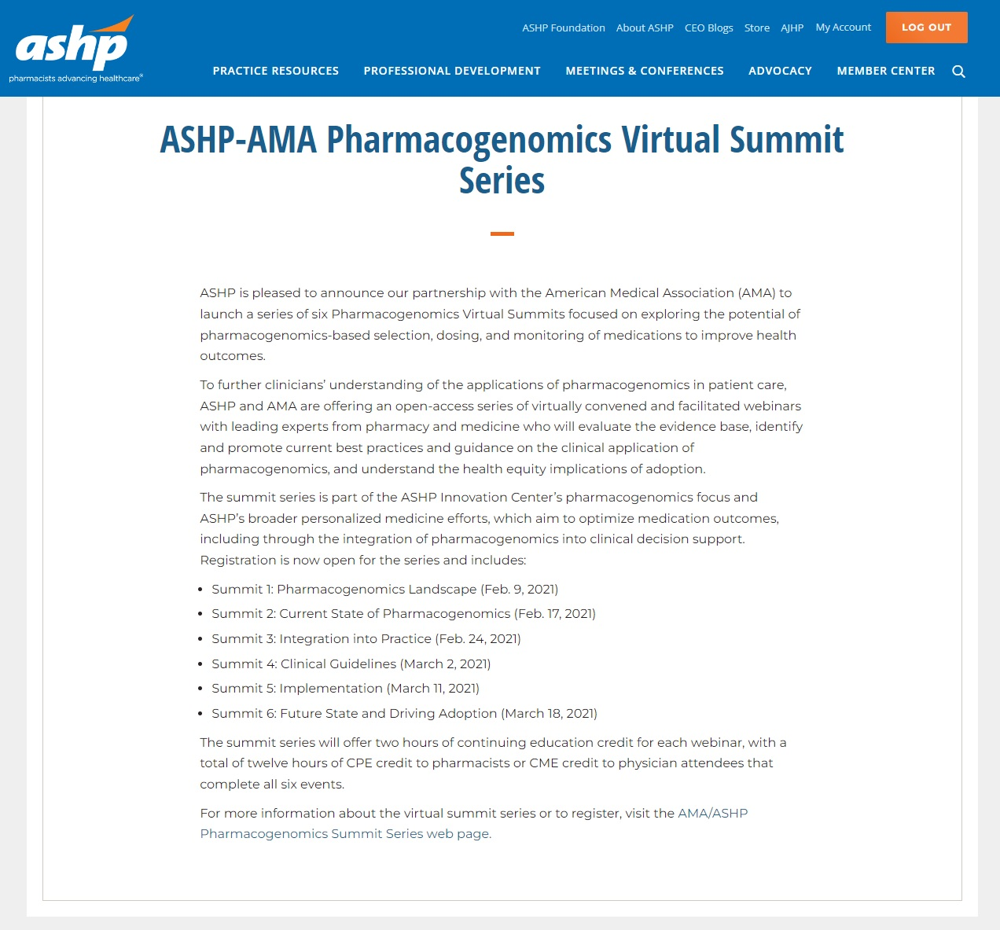 ashp
pharmacists advancing healthcare®
ASHP Foundation About ASHP CEO Blogs Store AJHP My Account LOG OUT
PRACTICE RESOURCES PROFESSIONAL DEVELOPMENT MEETINGS & CONFERENCES ADVOCACY MEMBER CENTER
ASHP-AMA Pharmacogenomics Virtual Summit
Series
ASHP is pleased to announce our partnership with the American Medical Association (AMA) to
launch a series of six Pharmacogenomics Virtual Summits focused on exploring the potential of
pharmacogenomics-based selection, dosing, and monitoring of medications to improve health
outcomes.
To further clinicians’ understanding of the applications of pharmacogenomics in patient care,
ASHP and AMA are offering an open-access series of virtually convened and facilitated webinars
with leading experts from pharmacy and medicine who will evaluate the evidence base, identify
and promote current best practices and guidance on the clinical application of
pharmacogenomics, and understand the health equity implications of adoption.
The summit series is part of the ASHP Innovation Center’s pharmacogenomics focus and
ASHP’s broader personalized medicine efforts, which aim to optimize medication outcomes,
including through the integration of pharmacogenomics into clinical decision support.
Registration is now open for the series and includes:
• Summit 1: Pharmacogenomics Landscape (Feb. 9, 2021)
• Summit 2: Current State of Pharmacogenomics (Feb. 17, 2021)
• Summit 3: Integration into Practice (Feb. 24, 2021)
• Summit 4: Clinical Guidelines (March 2, 2021)
• Summit 5: Implementation (March 11, 2021)
• Summit 6: Future State and Driving Adoption (March 18, 2021)
The summit series will offer two hours of continuing education credit for each webinar, with a
total of twelve hours of CPE credit to pharmacists or CME credit to physician attendees that
complete all six events.
For more information about the virtual summit series or to register, visit the AMA/ASHP
Pharmacogenomics Summit Series web page.